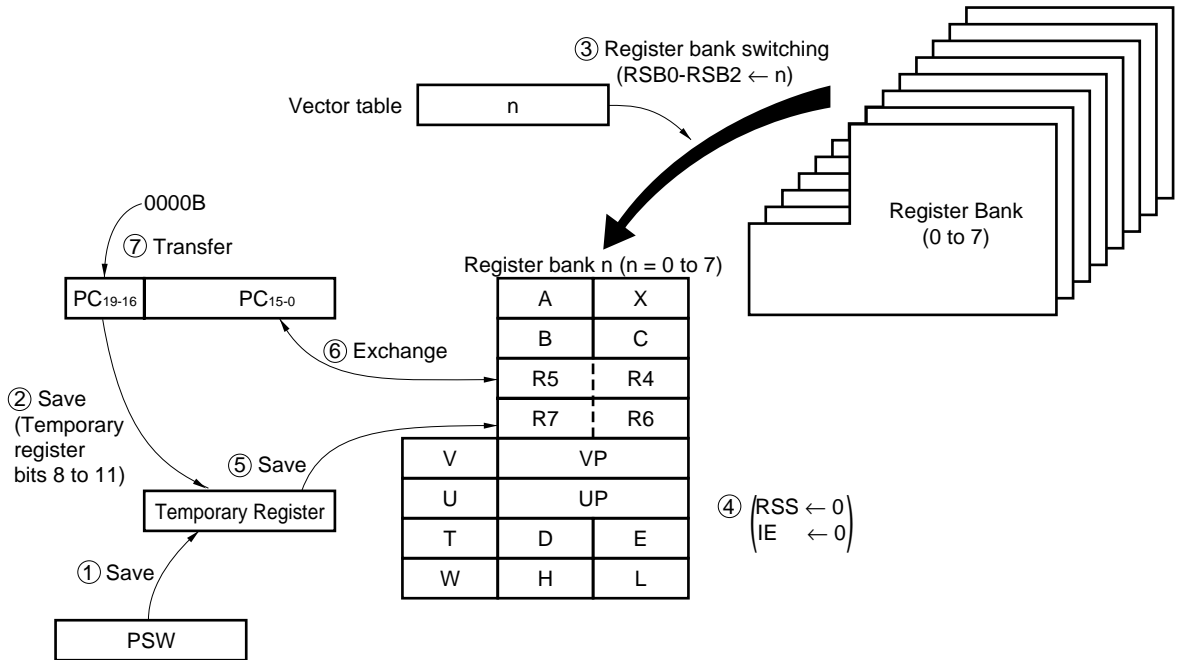 ③ Register bank switching
(RSB0-RSB2 ← n)
Vector table
n
Register Bank
(0 to 7)
0000B
⑦ Transfer
PC19-16
PC15-0
Register bank n (n = 0 to 7)
A
X
B
C
⑥ Exchange
R5
R4
R7
R6
② Save
(Temporary
register
bits 8 to 11)
⑤ Save
V
VP
U
UP
T
D
E
W
H
L
④
RSS ← 0
IE ← 0
Temporary Register
① Save
PSW